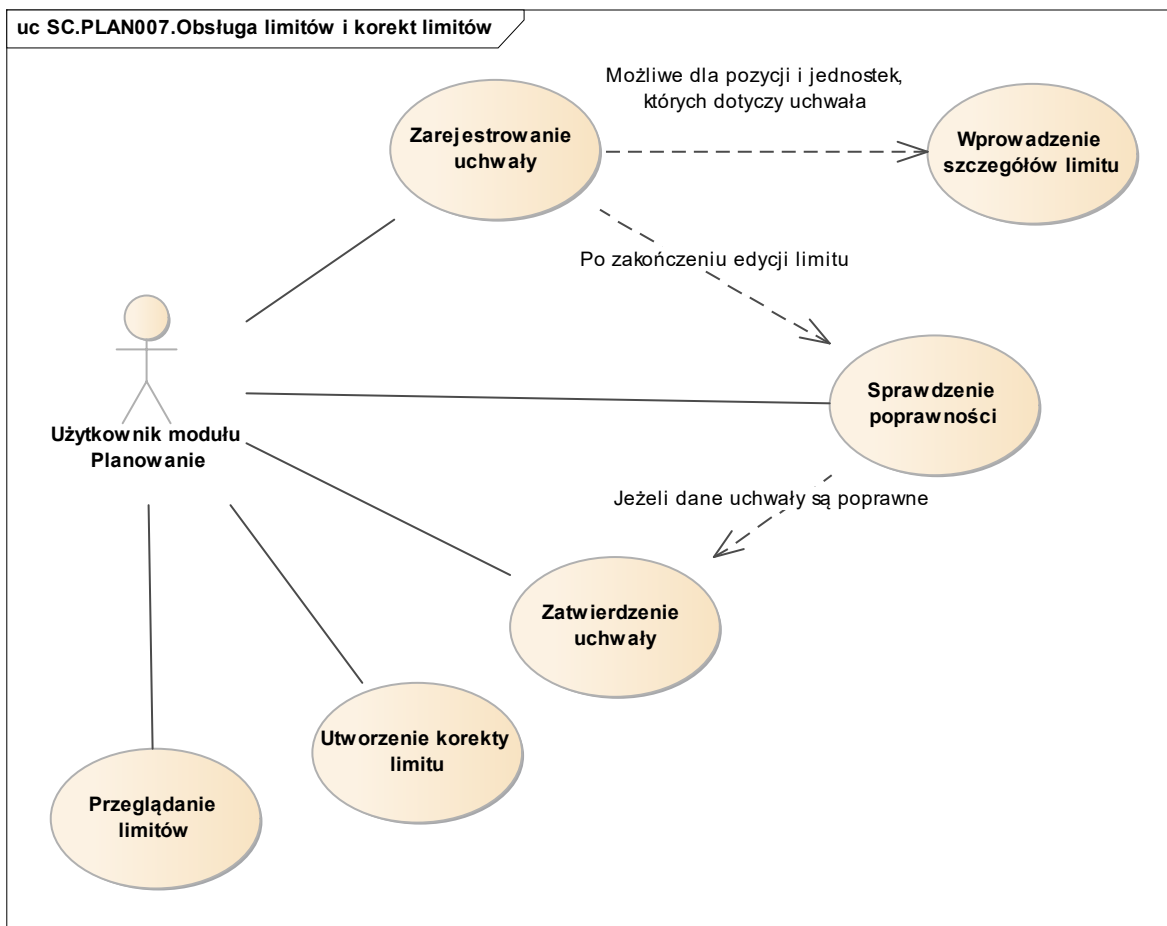 uc SC.PLAN007.Obsługa limitów i korekt limitów
Możliwe dla pozycji i jednostek,
których dotyczy uchwała
Zarejestrowanie
uchwały
Wprowadzenie
szczegółów limitu
Po zakończeniu edycji limitu
Sprawdzenie
poprawności
Użytkownik modułu
Planowanie
Jeżeli dane uchwały są poprawne
Zatwierdzenie
uchwały
Utworzenie korekty
limitu
Przeglądanie
limitów